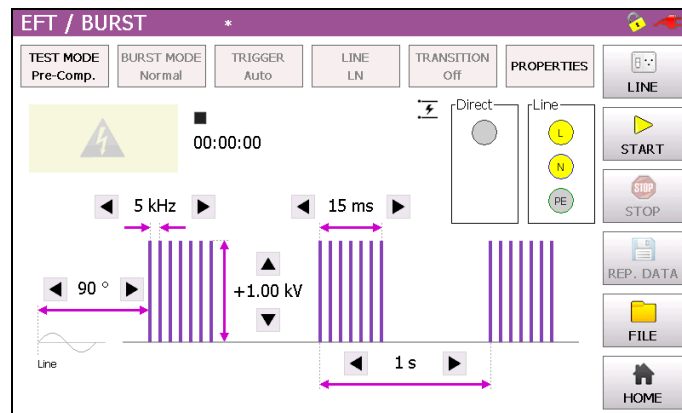 EFT / BURST *
TEST MODE
Pre-Comp.
BURST MODE
Normal
TRIGGER
Auto
LINE
LN
TRANSITION
Off
PROPERTIES
LINE
00:00:00
Direct
Line
L
N
PE
START
STOP
5 kHz
15 ms
REP. DATA
90 °
+1.00 kV
FILE
Line
1 s
HOME